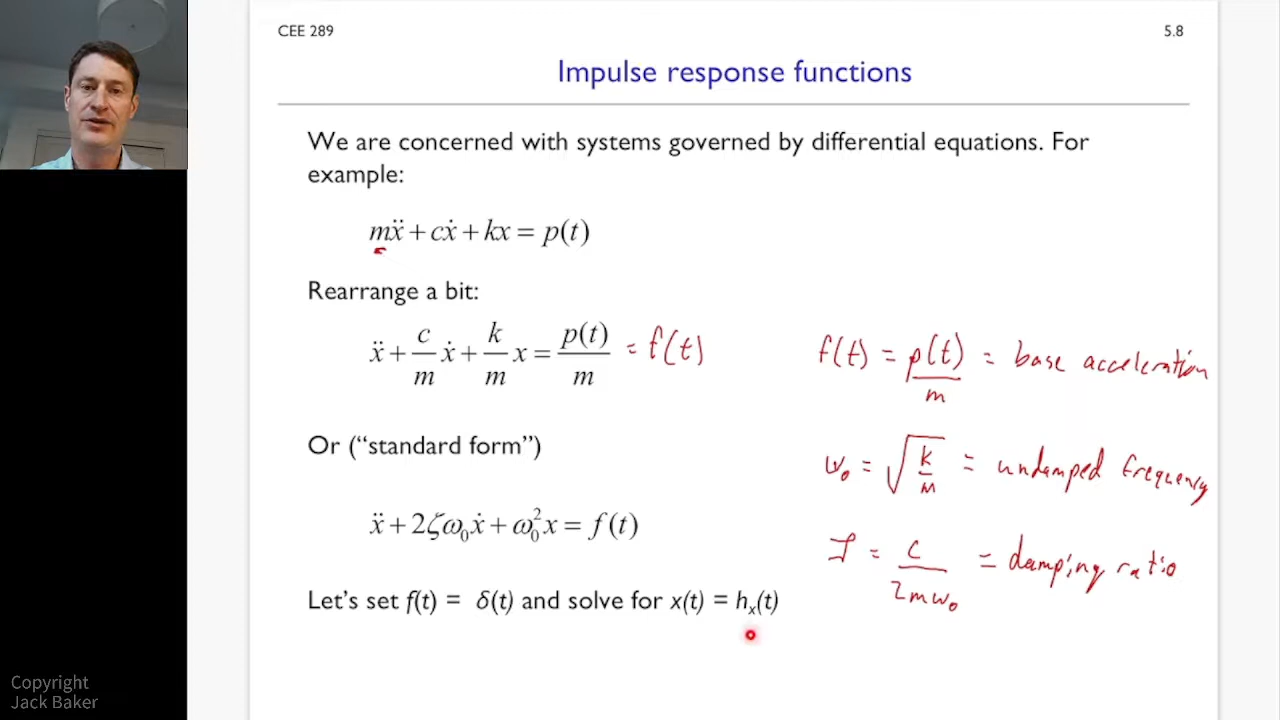 CEE 289
5.8
Impulse response functions
We are concerned with systems governed by differential equations. For
example:
mẍ + cẋ + kx = p(t)
Rearrange a bit:
ẍ + c/m ẋ + k/m x = p(t)/m = f(t)
f(t) = p(t)/m = base acceleration
Or (“standard form”)
ω₀ = √(k/m) = undamped frequency
ẍ + 2ζω₀ẋ + ω₀²x = f(t)
ζ = c/2mω₀ = damping ratio
Let’s set f(t) = δ(t) and solve for x(t) = hₓ(t)
Copyright
Jack Baker